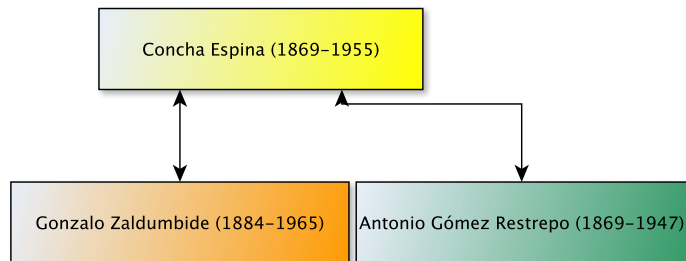 Concha Espina (1869-1955)
Gonzalo Zaldumbide (1884-1965)
Antonio Gómez Restrepo (1869-1947)